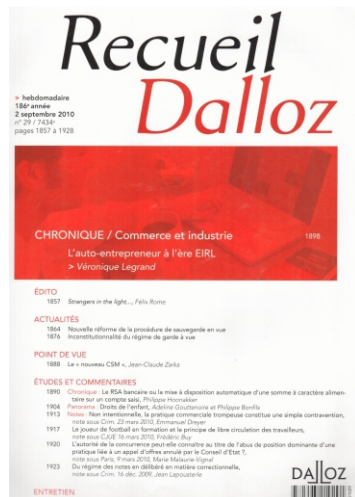 Recueil
Dalloz
» hebdomadaire
186e année
2 septembre 2010
n° 29 / 7434e
pages 1857 à 1928
CHRONIQUE / Commerce et industrie 1898
L'auto-entrepreneur à l'ère EIRL
> Véronique Legrand
ÉDITO
1857 Strangers in the light..., Félix Rome
ACTUALITÉS
1864 Nouvelle réforme de la procédure de sauvegarde en vue
1876 Inconstitutionnalité du régime de garde à vue
POINT DE VUE
1888 Le « nouveau CSM », Jean-Claude Zarka
ÉTUDES ET COMMENTAIRES
1890 Chronique : Le RSA bancaire ou la mise à disposition automatique d'une somme à caractère alimen-
taire sur un compte saisi, Philippe Hoonakker
1904 Panorama : Droits de l'enfant, Adeline Gouttenoire et Philippe Bonfils
1913 Notes : Non intentionnelle, la pratique commerciale trompeuse constitue une simple contravention,
note sous Crim. 23 mars 2010, Emmanuel Dreyer
1917 Le joueur de football en formation et le principe de libre circulation des travailleurs,
note sous CJUE 16 mars 2010, Frédéric Buy
1920 L'autorité de la concurrence peut-elle connaître au titre de l'abus de position dominante d'une
pratique liée à un appel d'offres annulé par le Conseil d'Etat ?,
note sous Paris, 9 mars 2010, Marie Malaurie-Vignal
1923 Du régime des notes en délibéré en matière correctionnelle,
note sous Crim. 16 déc. 2009, Jean Lapousterle
ENTRETIEN
DALLOZ